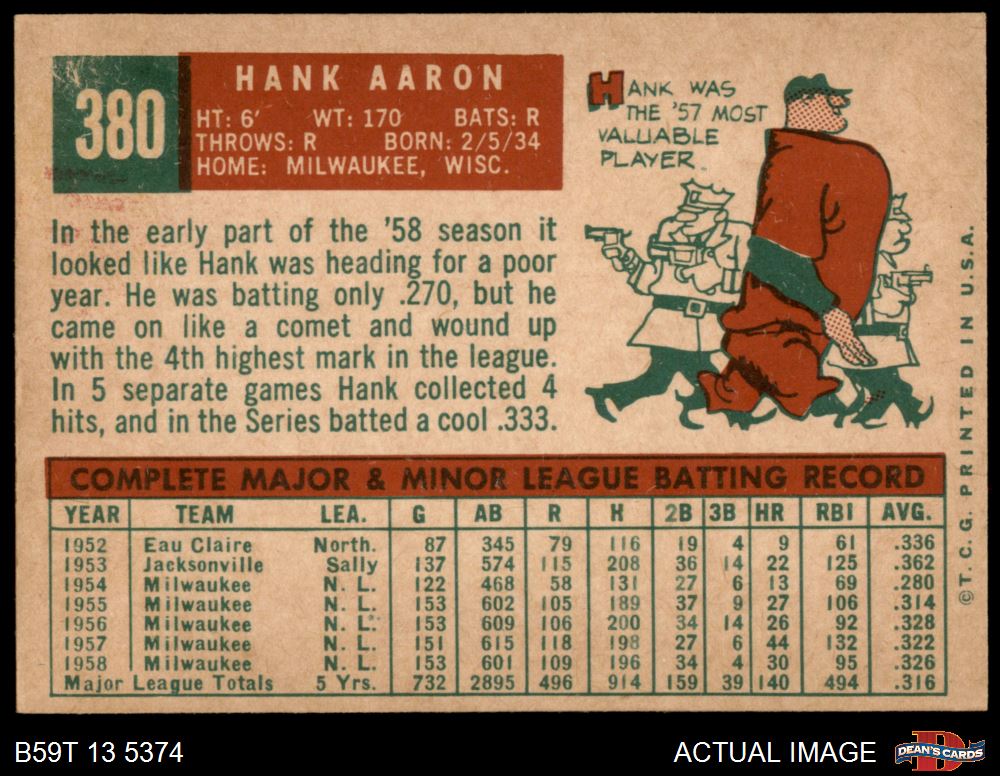 380
HANK AARON
HT: 6' WT: 170 BATS: R
THROWS: R BORN: 2/5/34
HOME: MILWAUKEE, WISC.
HANK WAS
THE '57 MOST
VALUABLE
PLAYER.
In the early part of the '58 season it
looked like Hank was heading for a poor
year. He was batting only .270, but he
came on like a comet and wound up
with the 4th highest mark in the league.
In 5 separate games Hank collected 4
hits, and in the Series batted a cool .333.
COMPLETE MAJOR & MINOR LEAGUE BATTING RECORD
YEAR TEAM LEA. G AB R H 2B 3B HR RBI AVG.
1952 Eau Claire North. 87 345 79 116 19 4 9 61 .336
1953 Jacksonville Sally 137 574 115 208 36 14 22 125 .362
1954 Milwaukee N. L. 122 468 58 131 27 6 13 69 .280
1955 Milwaukee N. L. 153 602 105 189 37 9 27 106 .314
1956 Milwaukee N. L. 153 609 106 200 34 14 26 92 .328
1957 Milwaukee N. L. 151 615 118 198 27 6 44 132 .322
1958 Milwaukee N. L. 153 601 109 196 34 4 30 95 .326
Major League Totals 5 Yrs. 732 2895 496 914 159 39 140 494 .316
©T. C. G. PRINTED IN U.S.A.
B59T 13 5374
ACTUAL IMAGE
D
DEAN'S CARDS